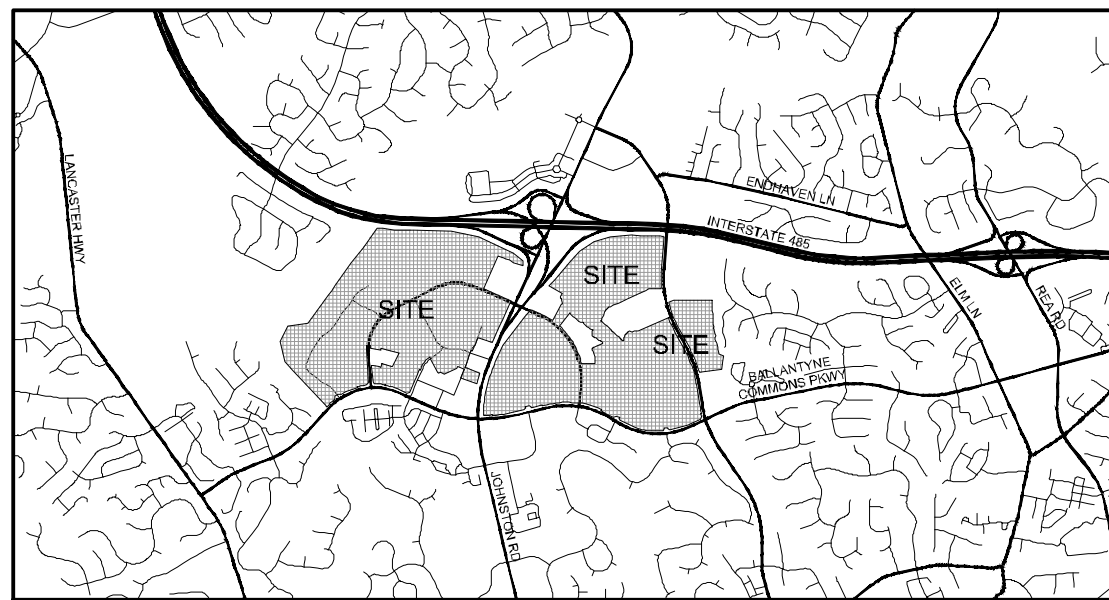 LANCASTER HWY
ENDHAVEN LN
INTERSTATE 485
SITE
SITE
SITE
ELM LN
REA RD
BALLANTYNE
COMMONS PKWY
JOHNSTON RD